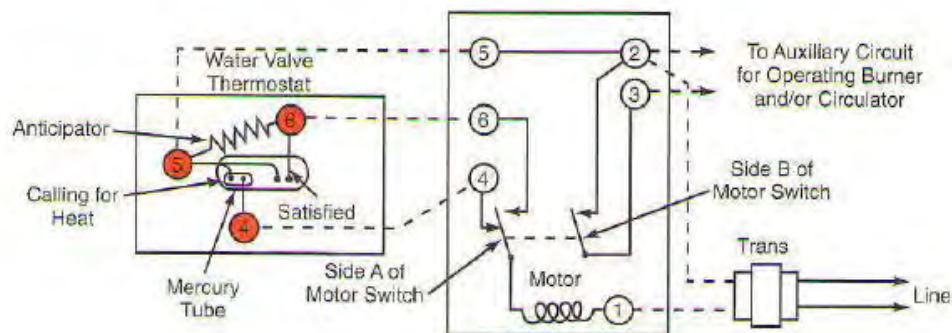 Water Valve
Thermostat
Anticipator
6
5
Calling for
Heat
Satisfied
4
Mercury
Tube
5
2
3
6
4
To Auxiliary Circuit
for Operating Burner
and/or Circulator
Side B of
Motor Switch
Side A of
Motor Switch
Motor
1
Trans
Line